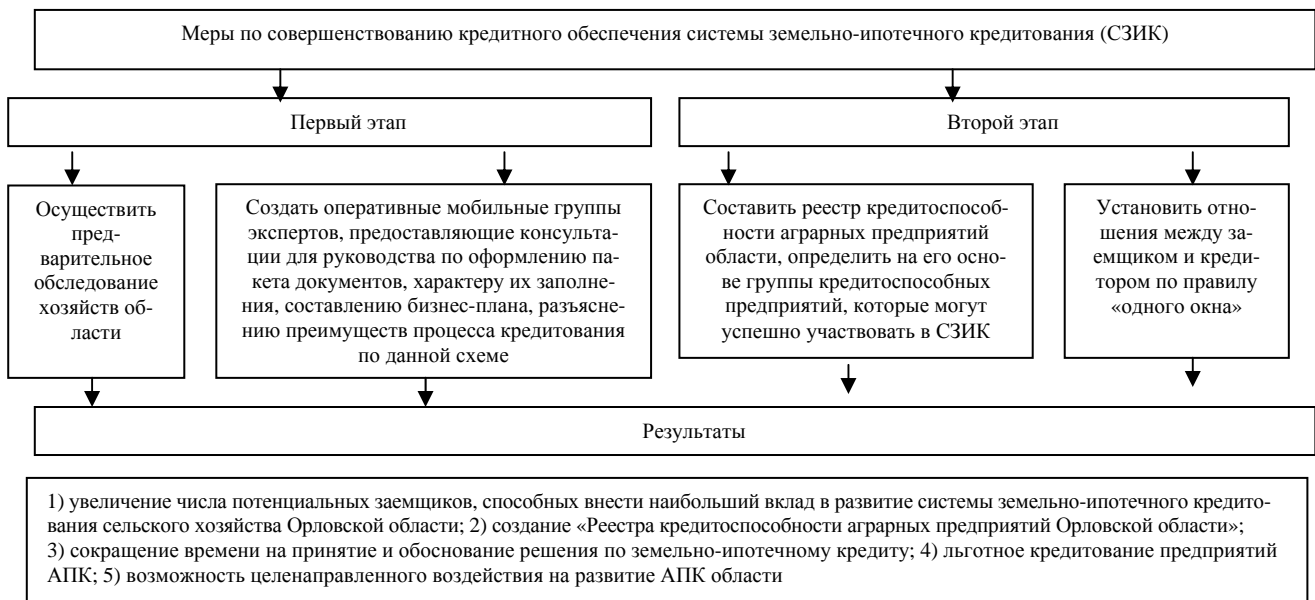 Меры по совершенствованию кредитного обеспечения системы земельно-ипотечного кредитования (СЗИК)
Первый этап
Второй этап
Осуществить
пред-
варительное
обследование
хозяйств об-
ласти
Создать оперативные мобильные группы
экспертов, предоставляющие консульта-
ции для руководства по оформлению па-
кета документов, характеру их заполне-
ния, составлению бизнес-плана, разъясне-
нию преимуществ процесса кредитования
по данной схеме
Составить реестр кредитоспособ-
ности аграрных предприятий
области, определить на его осно-
ве группы кредитоспособных
предприятий, которые могут
успешно участвовать в СЗИК
Установить отно-
шения между за-
емщиком и креди-
тором по правилу
«одного окна»
Результаты
1) увеличение числа потенциальных заемщиков, способных внести наибольший вклад в развитие системы земельно-ипотечного кредито-
вания сельского хозяйства Орловской области; 2) создание «Реестра кредитоспособности аграрных предприятий Орловской области»;
3) сокращение времени на принятие и обоснование решения по земельно-ипотечному кредиту; 4) льготное кредитование предприятий
АПК; 5) возможность целенаправленного воздействия на развитие АПК области